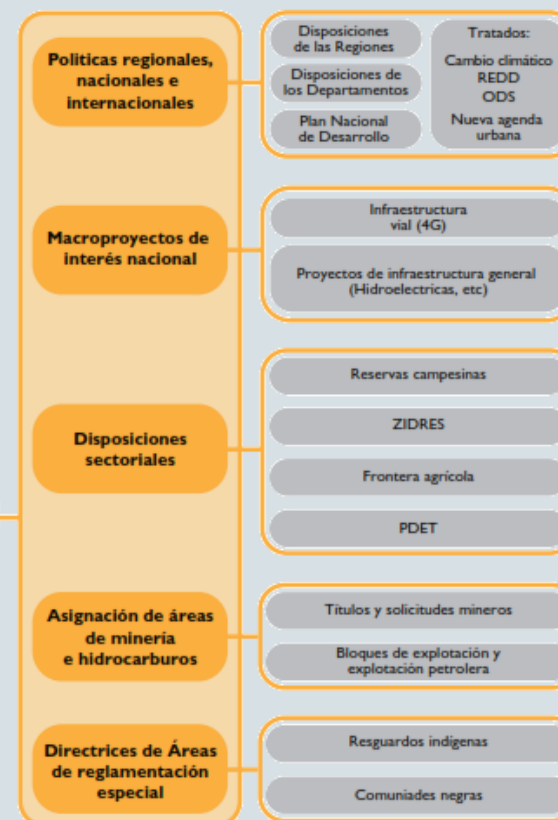 Politicas regionales,
nacionales e
internacionales
Disposiciones
de las Regiones
Disposiciones de
los Departamentos
Plan Nacional
de Desarrollo
Tratados:
Cambio climático
REDD
ODS
Nueva agenda
urbana
Macroproyectos de
interés nacional
Infraestructura
vial (4G)
Proyectos de infraestructura general
(Hidroelectricas, etc)
Disposiciones
sectoriales
Reservas campesinas
ZIDRES
Frontera agrícola
PDET
Asignación de áreas
de minería
e hidrocarburos
Títulos y solicitudes mineros
Bloques de explotación y
explotación petrolera
Directrices de Áreas
de reglamentación
especial
Resguardos indígenas
Comuniades negras